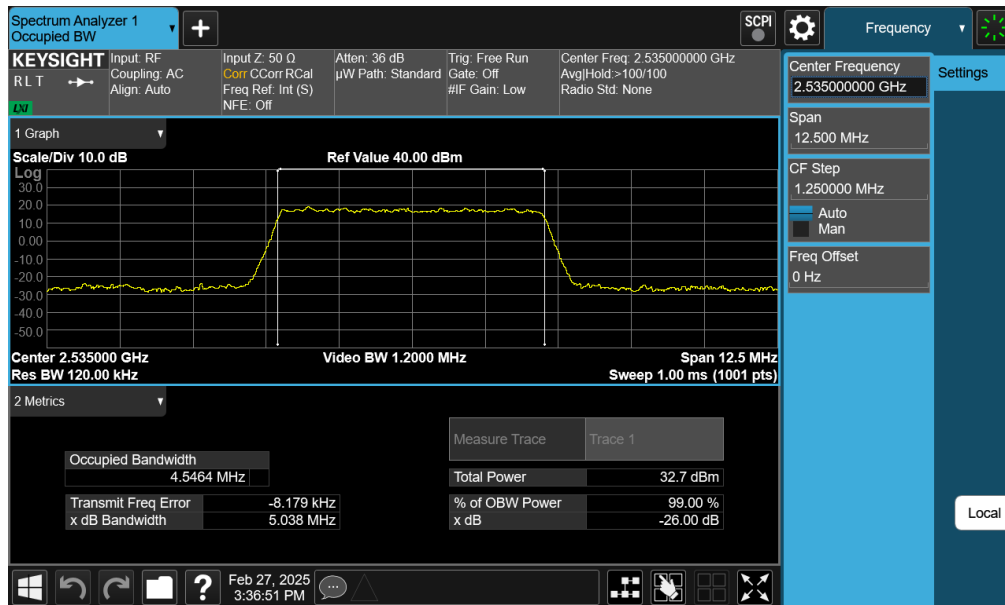 Spectrum Analyzer 1
Occupied BW
+
SCPI
Frequency
KEYSIGHT
R L T
LXI
Input: RF
Coupling: AC
Align: Auto
Input Z: 50 Ω
Corr CCorr RCal
Freq Ref: Int (S)
NFE: Off
Atten: 36 dB
µW Path: Standard
Trig: Free Run
Gate: Off
#IF Gain: Low
Center Freq: 2.535000000 GHz
Avg|Hold:>100/100
Radio Std: None
Center Frequency
2.535000000 GHz
Settings
Span
12.500 MHz
CF Step
1.250000 MHz
Auto
Man
Freq Offset
0 Hz
1 Graph
Scale/Div 10.0 dB
Ref Value 40.00 dBm
Log
30.0
20.0
10.0
0.00
-10.0
-20.0
-30.0
-40.0
-50.0
Center 2.535000 GHz
Video BW 1.2000 MHz
Span 12.5 MHz
Res BW 120.00 kHz
Sweep 1.00 ms (1001 pts)
2 Metrics
Measure Trace
Trace 1
Occupied Bandwidth
4.5464 MHz
Total Power
32.7 dBm
Transmit Freq Error
-8.179 kHz
% of OBW Power
99.00 %
x dB Bandwidth
5.038 MHz
x dB
-26.00 dB
Local
?
Feb 27, 2025
3:36:51 PM